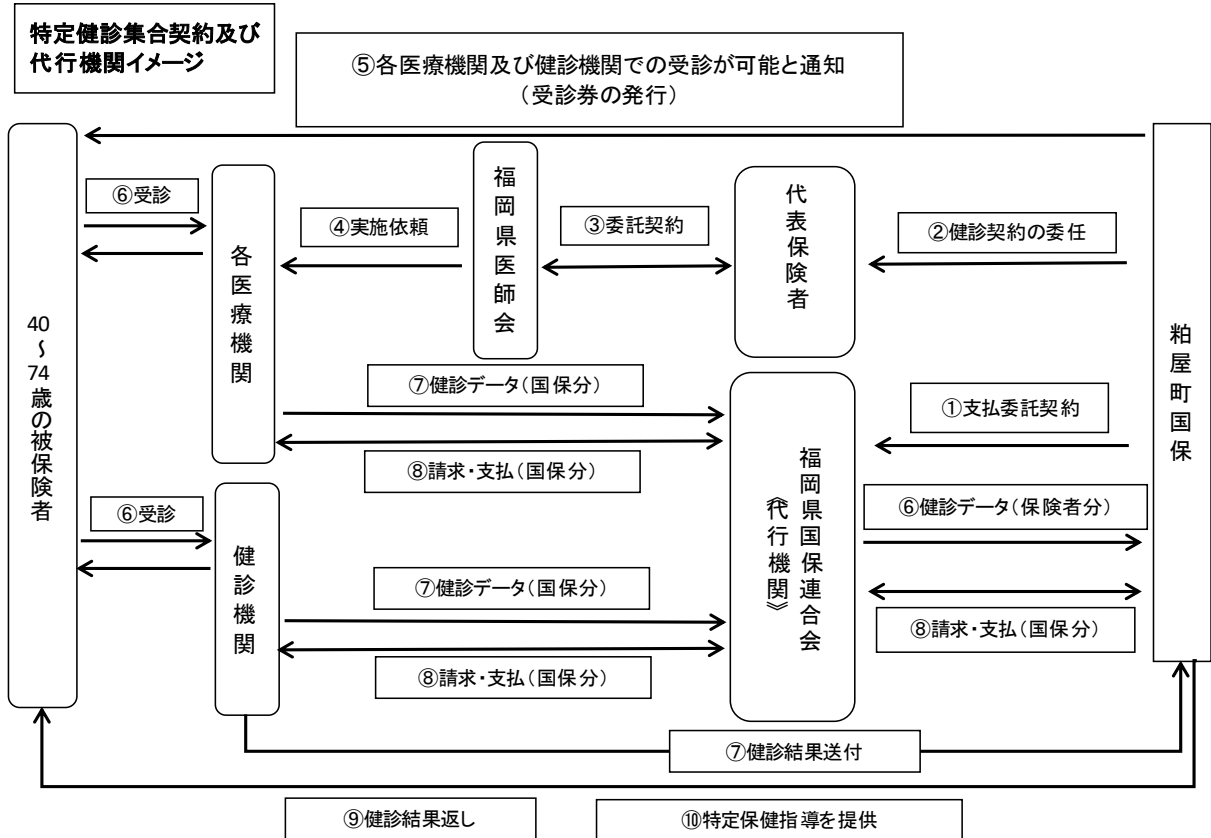 特定健診集合契約及び
代行機関イメージ
⑤各医療機関及び健診機関での受診が可能と通知
（受診券の発行）
40～74歳の被保険者
⑥受診
各医療機関
④実施依頼
福岡県医師会
③委託契約
代表保険者
②健診契約の委任
粕屋町国保
⑦健診データ（国保分）
①支払委託契約
⑧請求・支払（国保分）
福岡県国保連合会
《代行機関》
⑥受診
健診機関
⑥健診データ（保険者分）
⑦健診データ（国保分）
⑧請求・支払（国保分）
⑧請求・支払（国保分）
⑦健診結果送付
⑨健診結果返し
⑩特定保健指導を提供